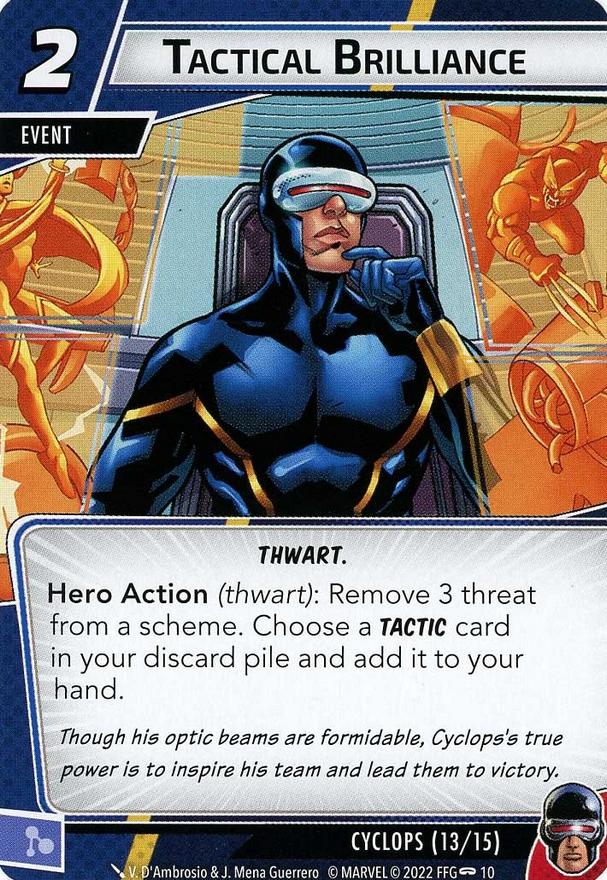 2
TACTICAL BRILLIANCE
EVENT
THWART.
Hero Action (thwart): Remove 3 threat
from a scheme. Choose a TACTIC card
in your discard pile and add it to your
hand.
Though his optic beams are formidable, Cyclops's true
power is to inspire his team and lead them to victory.
CYCLOPS (13/15)
V. D'Ambrosio & J. Mena Guerrero © MARVEL © 2022 FFG 10